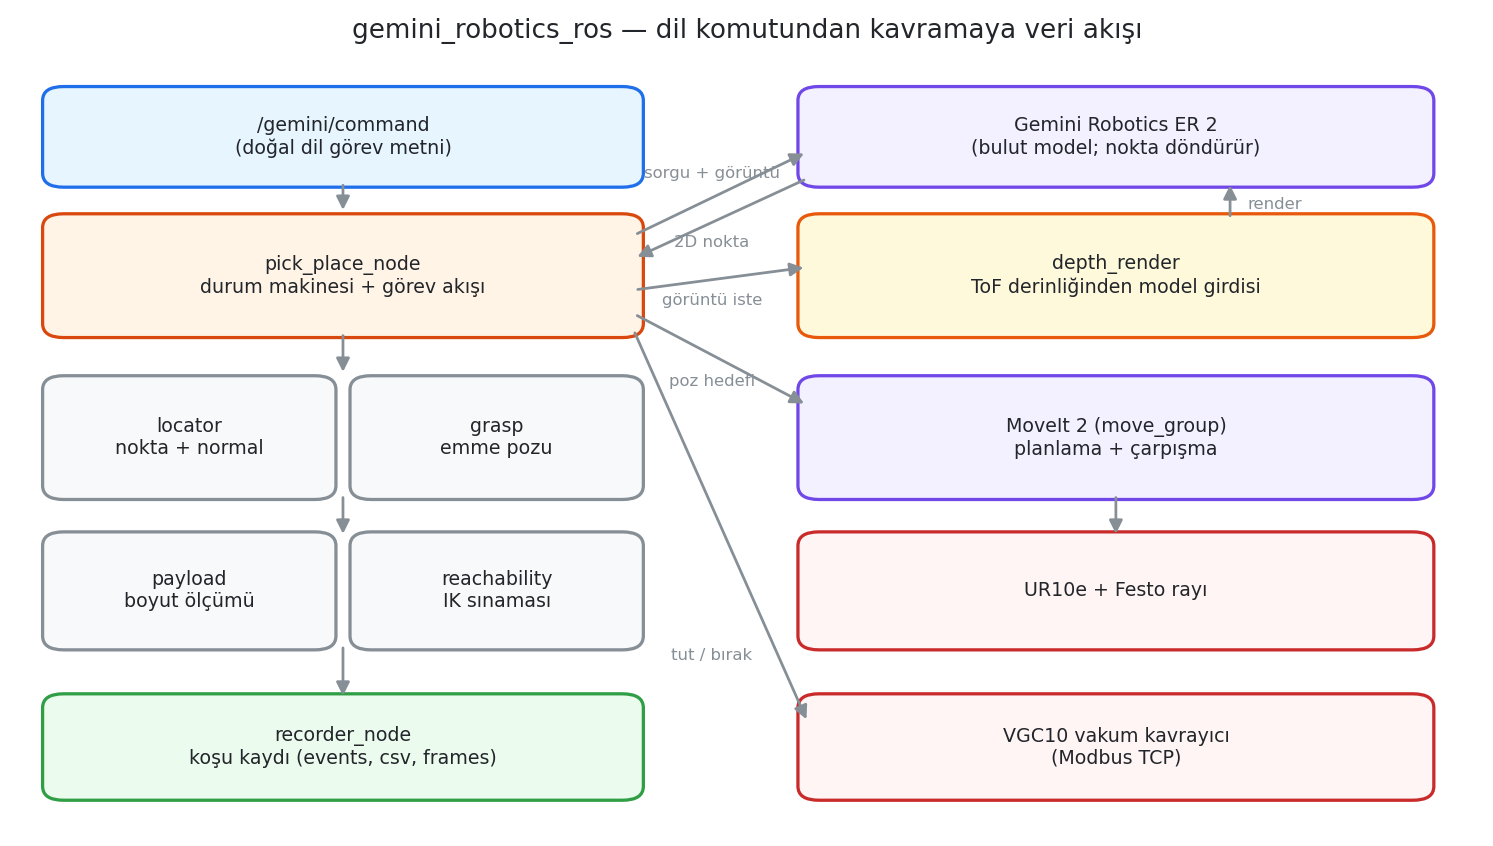 gemini_robotics_ros — dil komutundan kavramaya veri akışı
/gemini/command
(doğal dil görev metni)
Gemini Robotics ER 2
(bulut model; nokta döndürür)
sorgu + görüntü
render
2D nokta
pick_place_node
durum makinesi + görev akışı
depth_render
ToF derinliğinden model girdisi
görüntü iste
poz hedefi
locator
nokta + normal
grasp
emme pozu
MoveIt 2 (move_group)
planlama + çarpışma
payload
boyut ölçümü
reachability
IK sınaması
UR10e + Festo rayı
tut / bırak
recorder_node
koşu kaydı (events, csv, frames)
VGC10 vakum kavrayıcı
(Modbus TCP)